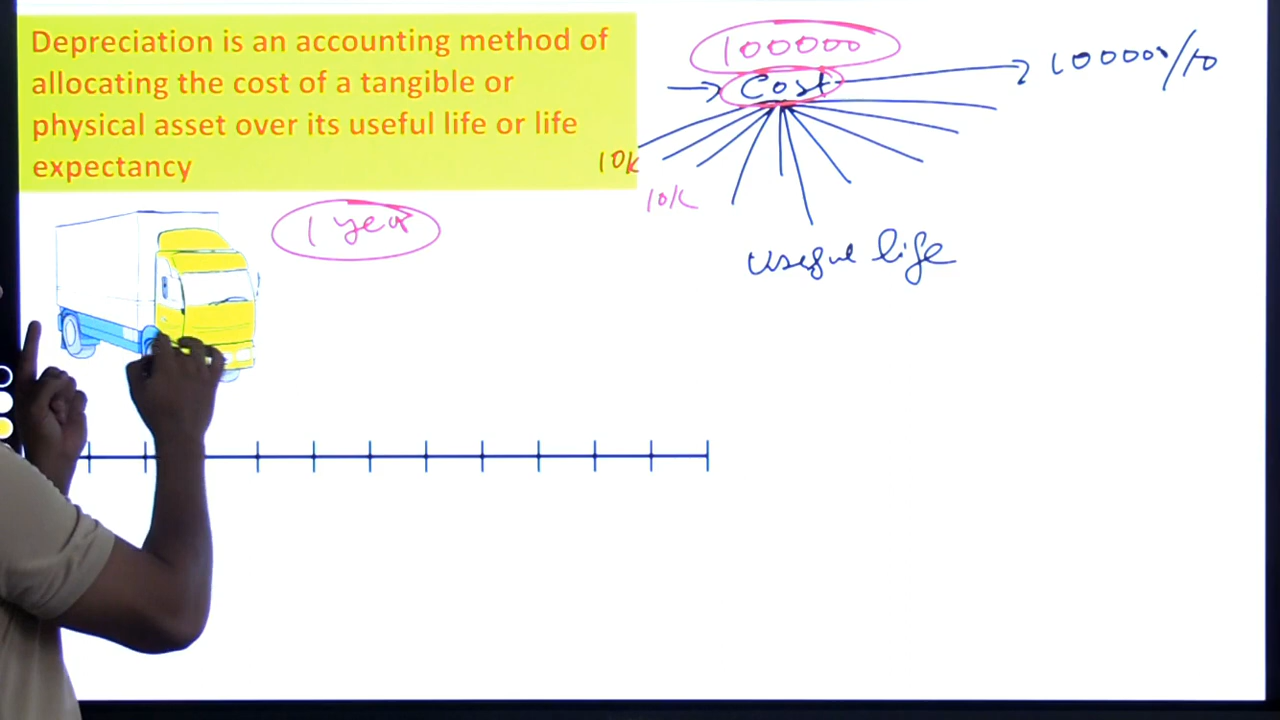 Depreciation is an accounting method of
allocating the cost of a tangible or
physical asset over its useful life or life
expectancy
100000
Cost
100000/10
10k
10k
1 year
Useful life